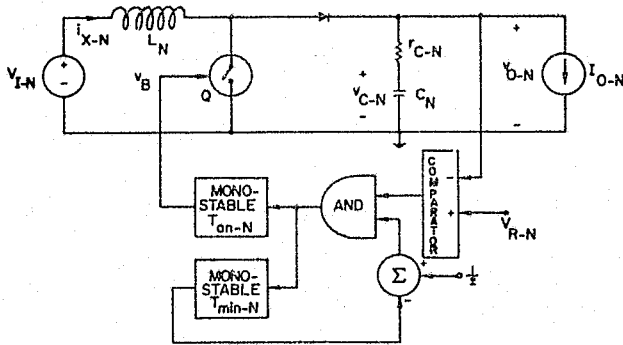 i_X-N
L_N
V_I-N
v_B
Q
r_C-N
+
v_C-N
-
C_N
+
v_O-N
-
I_O-N
+
-
COMPARATOR
-
+
V_R-N
MONO-
STABLE
T_on-N
AND
MONO-
STABLE
T_min-N
Σ
+
-